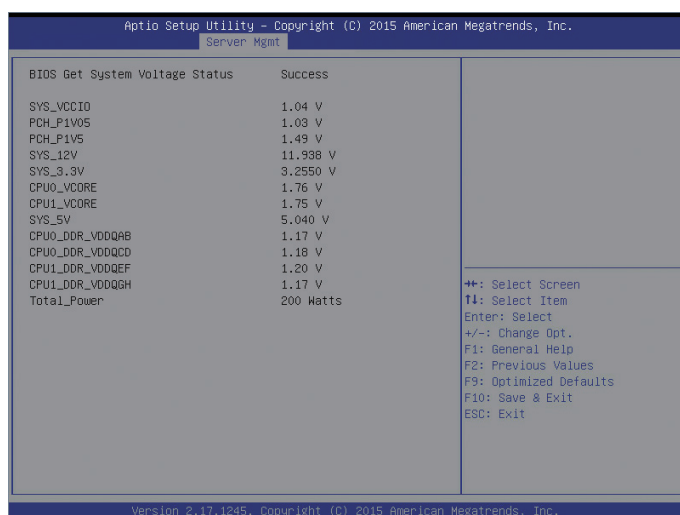 Aptio Setup Utility – Copyright (C) 2015 American Megatrends, Inc.
Server Mgmt
BIOS Get System Voltage Status Success
SYS_VCCIO 1.04 V
PCH_P1V05 1.03 V
PCH_P1V5 1.49 V
SYS_12V 11.938 V
SYS_3.3V 3.2550 V
CPU0_VCORE 1.76 V
CPU1_VCORE 1.75 V
SYS_5V 5.040 V
CPU0_DDR_VDDQAB 1.17 V
CPU0_DDR_VDDQCD 1.18 V
CPU1_DDR_VDDQEF 1.20 V
CPU1_DDR_VDDQGH 1.17 V
Total_Power 200 Watts
→←: Select Screen
↑↓: Select Item
Enter: Select
+/-: Change Opt.
F1: General Help
F2: Previous Values
F9: Optimized Defaults
F10: Save & Exit
ESC: Exit
Version 2.17.1245. Copyright (C) 2015 American Megatrends, Inc.